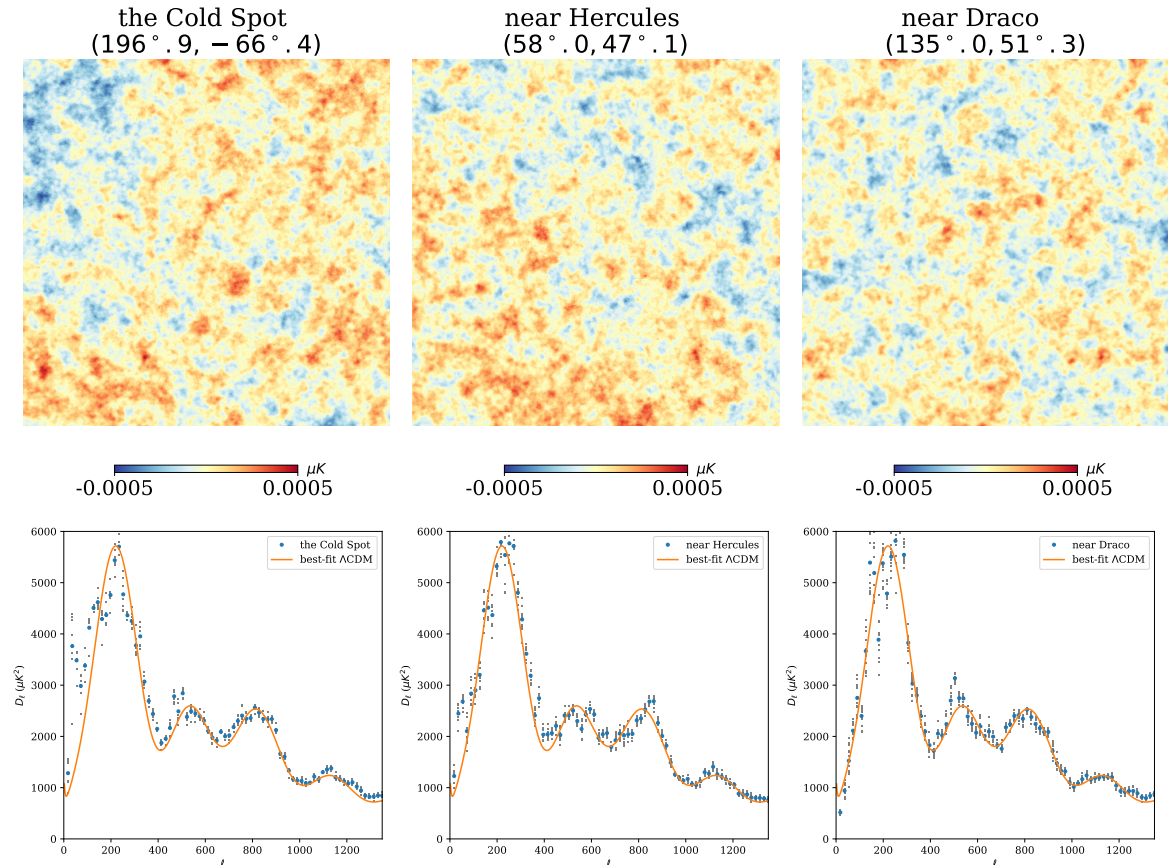 the Cold Spot
(196°.9, −66°.4)
near Hercules
(58°.0, 47°.1)
near Draco
(135°.0, 51°.3)
μK
-0.0005 0.0005
μK
-0.0005 0.0005
μK
-0.0005 0.0005
the Cold Spot
best-fit ΛCDM
6000
5000
4000
3000
2000
1000
0
Dℓ (μK²)
0 200 400 600 800 1000 1200
near Hercules
best-fit ΛCDM
6000
5000
4000
3000
2000
1000
0
Dℓ (μK²)
0 200 400 600 800 1000 1200
near Draco
best-fit ΛCDM
6000
5000
4000
3000
2000
1000
0
Dℓ (μK²)
0 200 400 600 800 1000 1200